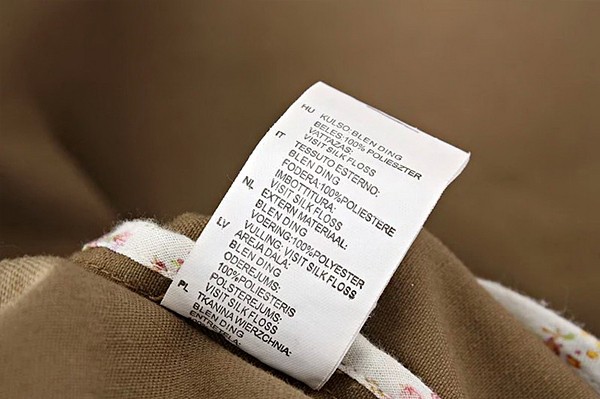 HU KULSO:BLEN DING
BELES:100% POLIESZTER
VATTAZAS:
VISIT SILK FLOSS
IT TESSUTO ESTERNO:
BLEN DING
FODERA:100%POLIESTERE
IMBOTTITURA:
VISIT SILK FLOSS
NL EXTERN MATERIAAL:
BLEN DING
VOERING:100%POLYESTER
VULLING: VISIT SILK FLOSS
LV AREJA DALA:
BLEN DING
ODEREJUMS:
100%POLIESTERIS
POLSTEREJUMS:
VISIT SILK FLOSS
PL TKANINA WIERZCHNIA:
BLEN DING
ENTRETELA: